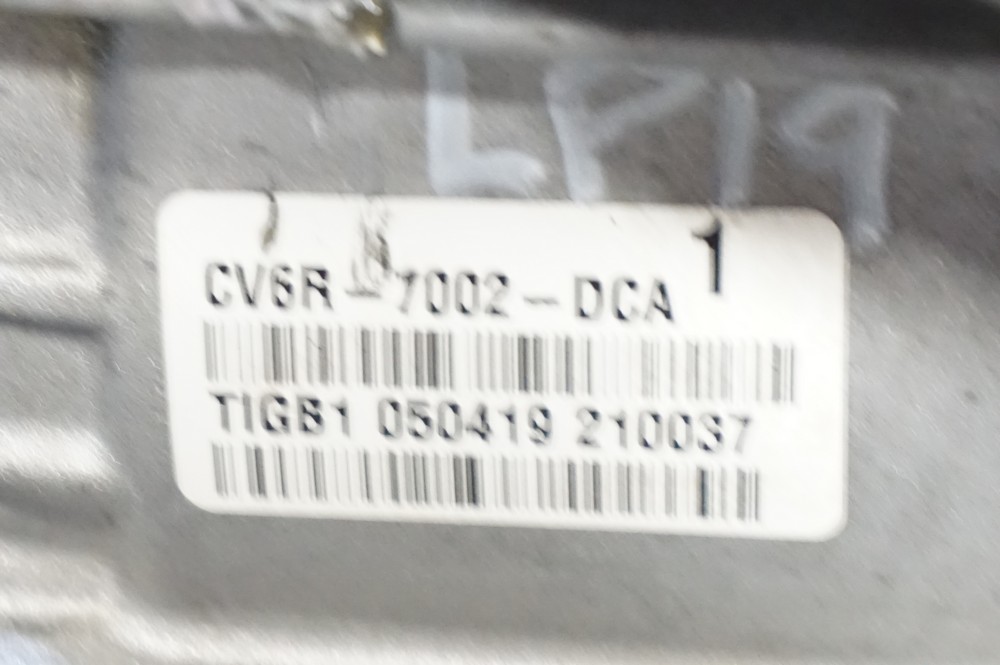 LP19
1
CV6R-7002-DCA
TIGB1 050419 210037